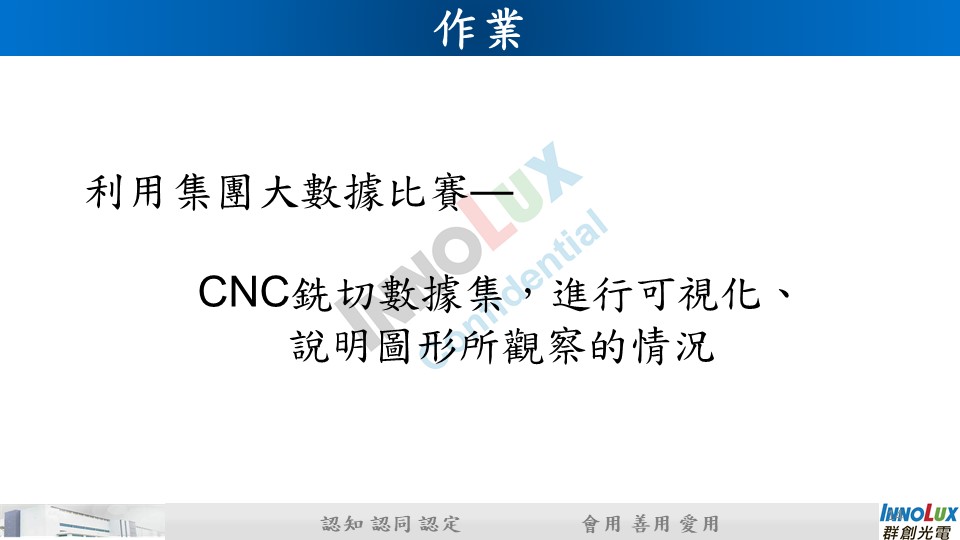 作業
利用集團大數據比賽—
CNC銑切數據集，進行可視化、
說明圖形所觀察的情況
INNOLUX
Confidential
認知 認同 認定 會用 善用 愛用
INNOLUX
群創光電